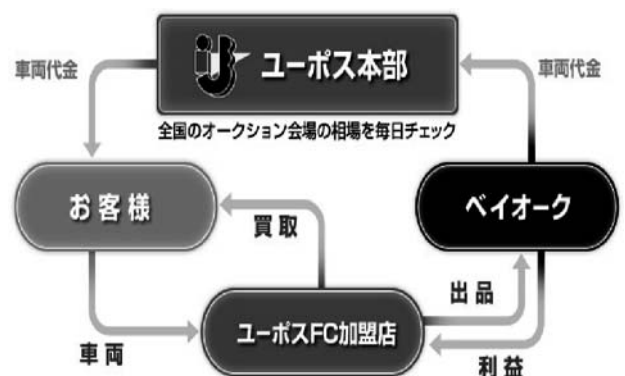 ユーポス本部
車両代金
車両代金
全国のオークション会場の相場を毎日チェック
お客様
ベイオーク
買取
出品
ユーポスFC加盟店
車両
利益